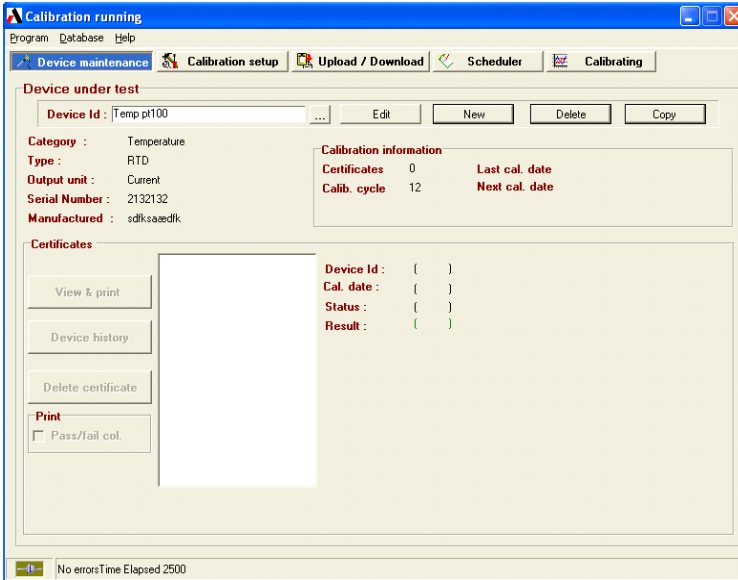 Calibration running
Program Database Help
Device maintenance Calibration setup Upload / Download Scheduler Calibrating
Device under test
Device Id : Temp pt100 ... Edit New Delete Copy
Category : Temperature
Type : RTD
Output unit : Current
Serial Number : 2132132
Manufactured : sdfksaædfk
Calibration information
Certificates 0 Last cal. date
Calib. cycle 12 Next cal. date
Certificates
View & print
Device history
Delete certificate
Print
Pass/fail col.
Device Id : ( )
Cal. date : ( )
Status : ( )
Result : ( )
No errorsTime Elapsed 2500